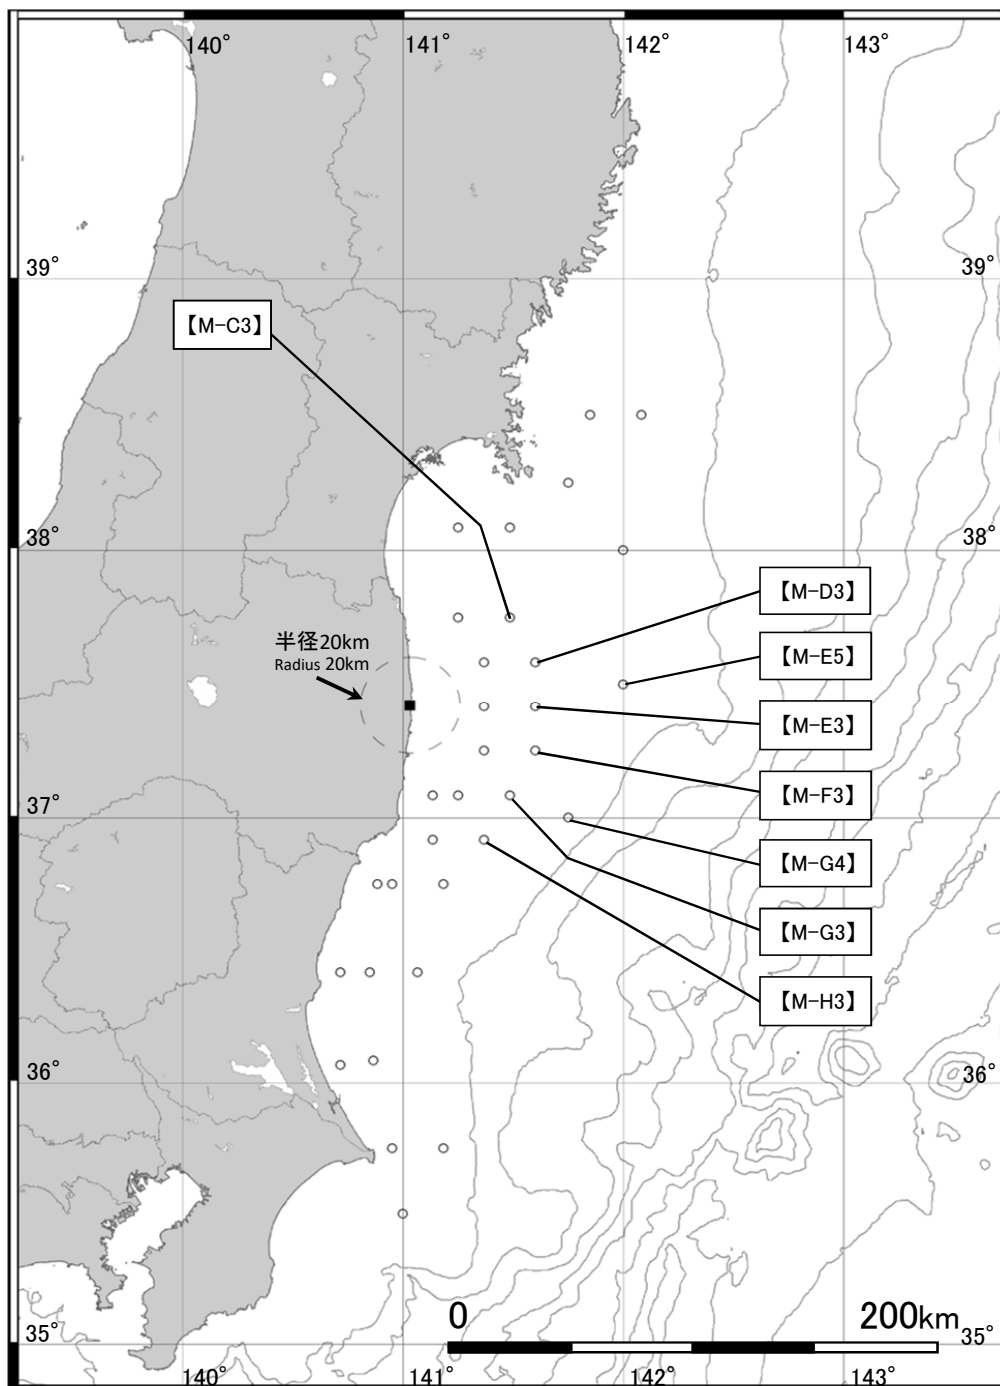 140° 141° 142° 143°
39° 39°
【M-C3】
38° 38°
【M-D3】
半径20km
Radius 20km
【M-E5】
【M-E3】
【M-F3】
37°
【M-G4】
【M-G3】
【M-H3】
36° 36°
0 200km
35° 35°
140° 141° 142° 143°